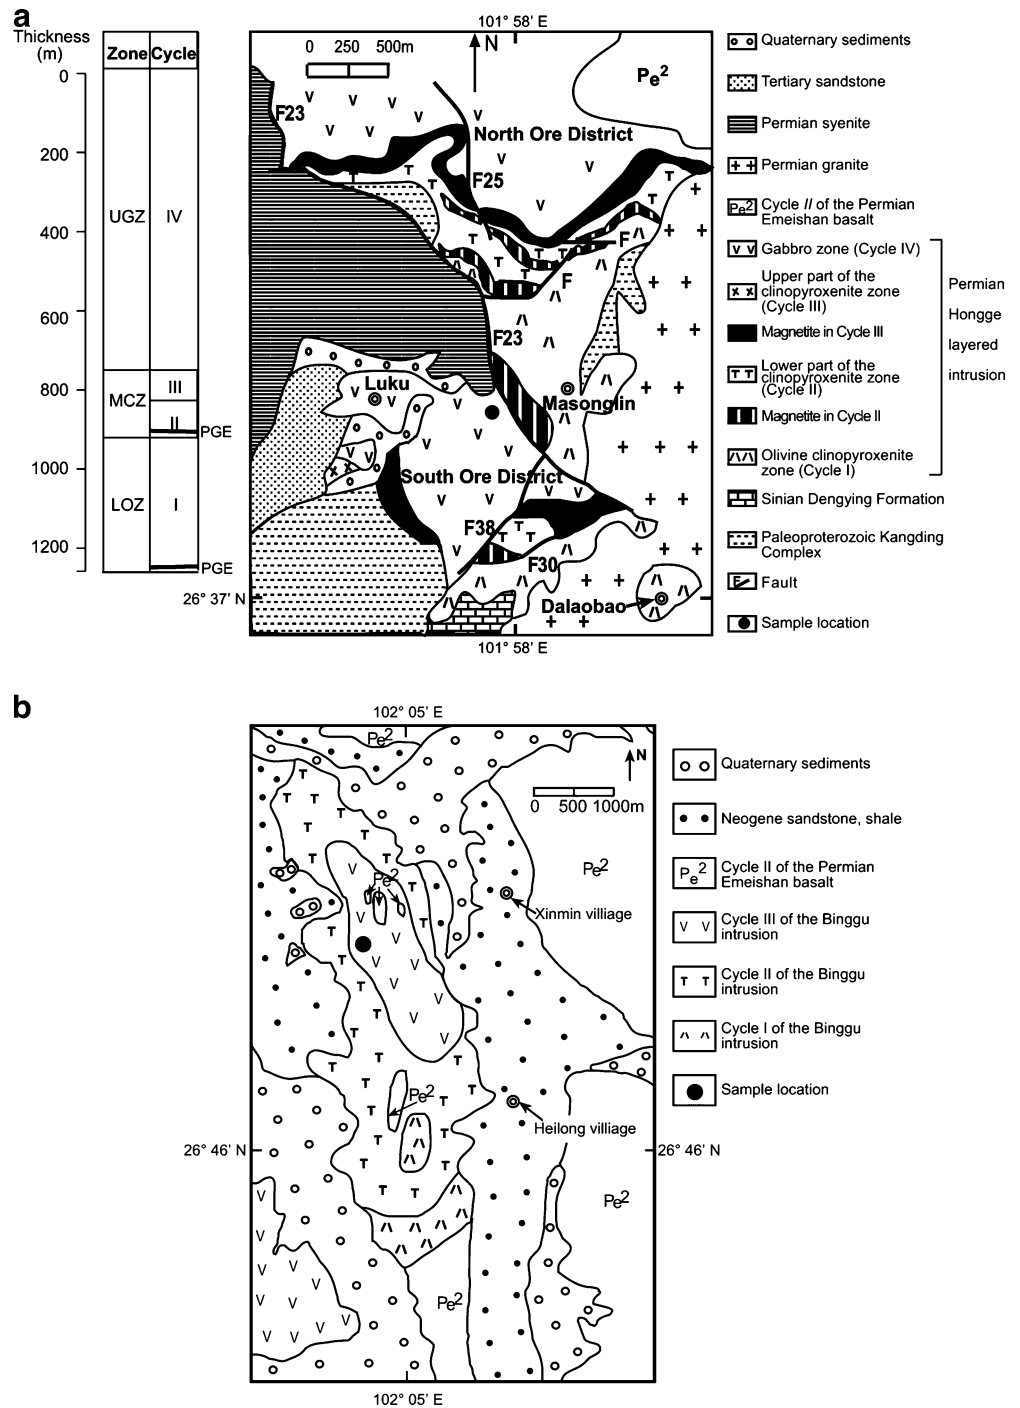 a
Thickness
(m)
Zone
Cycle
0
200
400
600
800
1000
1200
UGZ
IV
MCZ
III
II
PGE
LOZ
I
PGE
101° 58’ E
0 250 500m
N
Pe2
F23
North Ore District
F25
F
F
F23
Luku
Masonglin
South Ore District
F38
F30
Dalaobao
26° 37’ N
101° 58’ E
Quaternary sediments
Tertiary sandstone
Permian syenite
Permian granite
Pe2
Cycle II of the Permian
Emeishan basalt
Gabbro zone (Cycle IV)
Upper part of the
clinopyroxenite zone
(Cycle III)
Magnetite in Cycle III
Lower part of the
clinopyroxenite zone
(Cycle II)
Magnetite in Cycle II
Olivine clinopyroxenite
zone (Cycle I)
Permian
Hongge
layered
intrusion
Sinian Dengying Formation
Paleoproterozoic Kangding
Complex
F
Fault
Sample location
b
102° 05’ E
Pe2
N
0 500 1000m
Pe2
Pe2
Xinmin villiage
Pe2
Heilong villiage
26° 46’ N
26° 46’ N
Pe2
Pe2
102° 05’ E
Quaternary sediments
Neogene sandstone, shale
Pe2
Cycle II of the Permian
Emeishan basalt
Cycle III of the Binggu
intrusion
Cycle II of the Binggu
intrusion
Cycle I of the Binggu
intrusion
Sample location